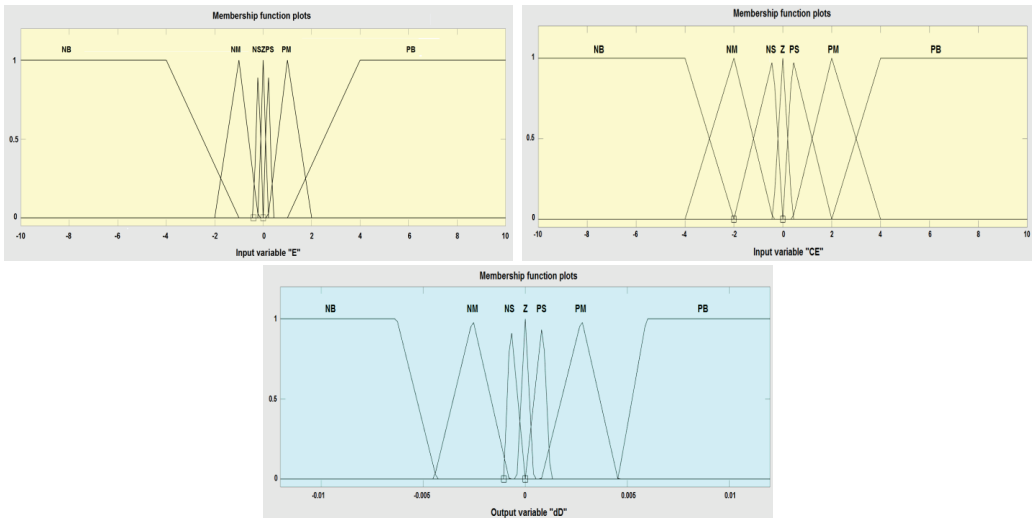 Membership function plots
NB NM NS Z PS PM PB
1
0.5
0
-10 -8 -6 -4 -2 0 2 4 6 8 10
Input variable "E"
Membership function plots
NB NM NS Z PS PM PB
1
0.5
0
-10 -8 -6 -4 -2 0 2 4 6 8 10
Input variable "CE"
Membership function plots
NB NM NS Z PS PM PB
1
0.5
0
-0.01 -0.005 0 0.005 0.01
Output variable "dD"